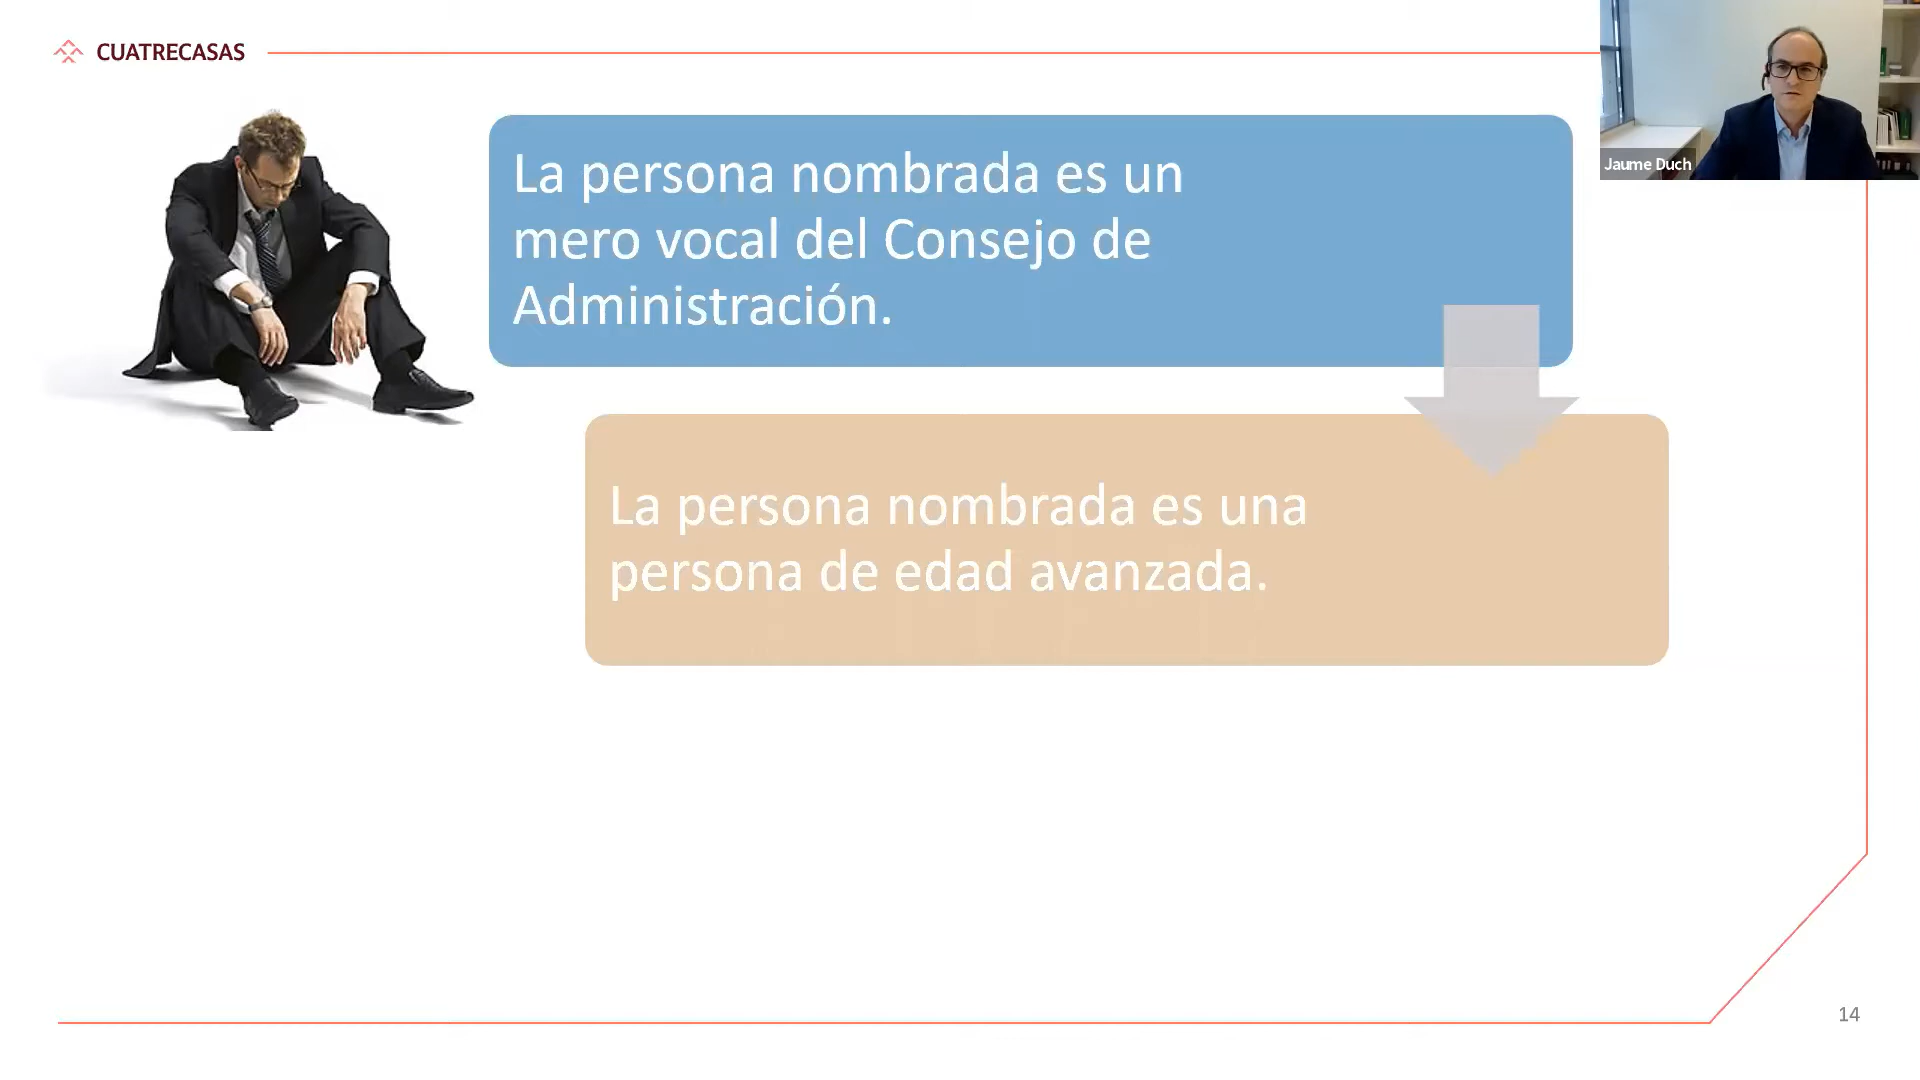 CUATRECASAS
Jaume Duch
La persona nombrada es un
mero vocal del Consejo de
Administración.
La persona nombrada es una
persona de edad avanzada.
14